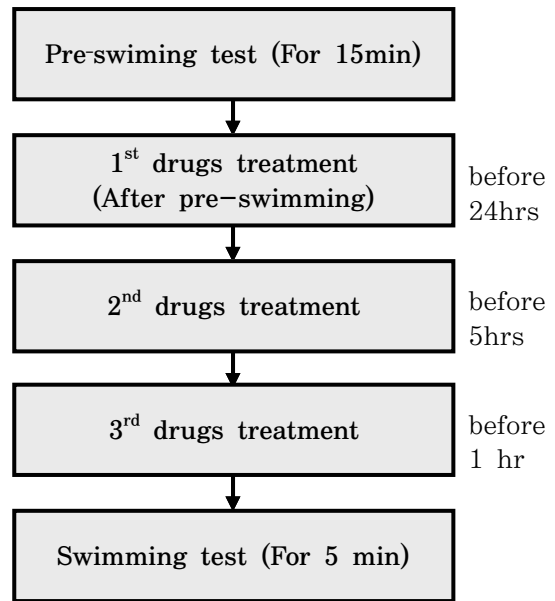 Pre-swiming test (For 15min)
1st drugs treatment
(After pre-swimming)
before
24hrs
2nd drugs treatment
before
5hrs
3rd drugs treatment
before
1 hr
Swimming test (For 5 min)